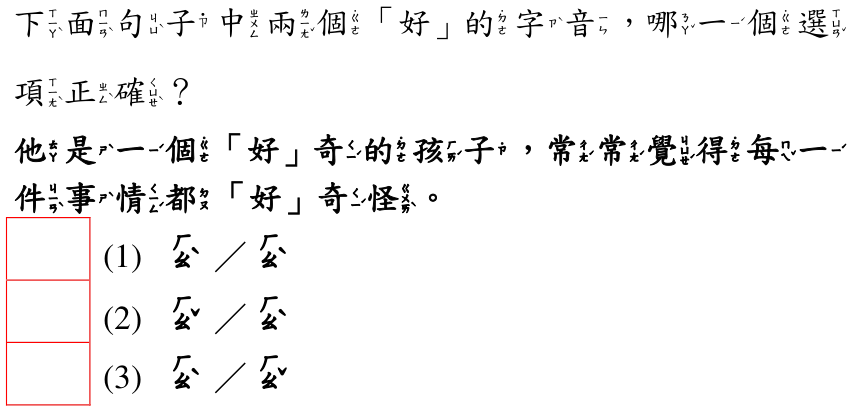 下面句子中兩個「好」的字音，哪一個選
項正確？
他是一個「好」奇的孩子，常常覺得每一
件事情都「好」奇怪。
(1) ㄏㄠˋ／ㄏㄠˋ
(2) ㄏㄠˇ／ㄏㄠˋ
(3) ㄏㄠˋ／ㄏㄠˇ